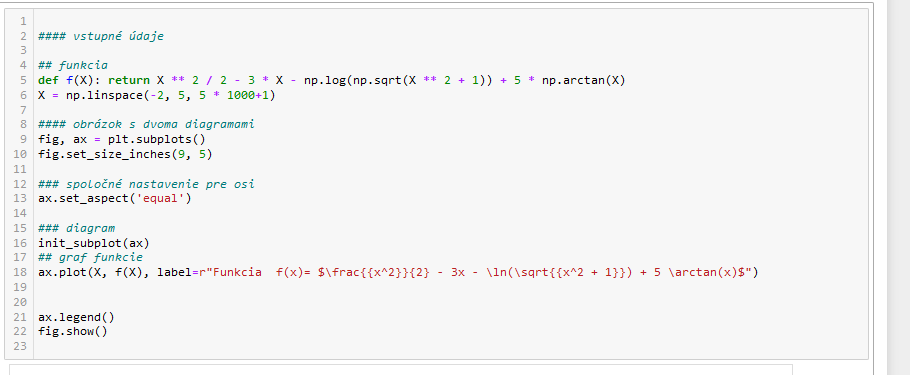 1
2 #### vstupné údaje
3
4 ## funkcia
5 def f(X): return X ** 2 / 2 - 3 * X - np.log(np.sqrt(X ** 2 + 1)) + 5 * np.arctan(X)
6 X = np.linspace(-2, 5, 5 * 1000+1)
7
8 #### obrázok s dvoma diagramami
9 fig, ax = plt.subplots()
10 fig.set_size_inches(9, 5)
11
12 ### spoločné nastavenie pre osi
13 ax.set_aspect('equal')
14
15 ### diagram
16 init_subplot(ax)
17 ## graf funkcie
18 ax.plot(X, f(X), label=r"Funkcia  f(x)= $\frac{{x^2}}{2} - 3x - \ln(\sqrt{{x^2 + 1}}) + 5 \arctan(x)$")
19
20
21 ax.legend()
22 fig.show()
23